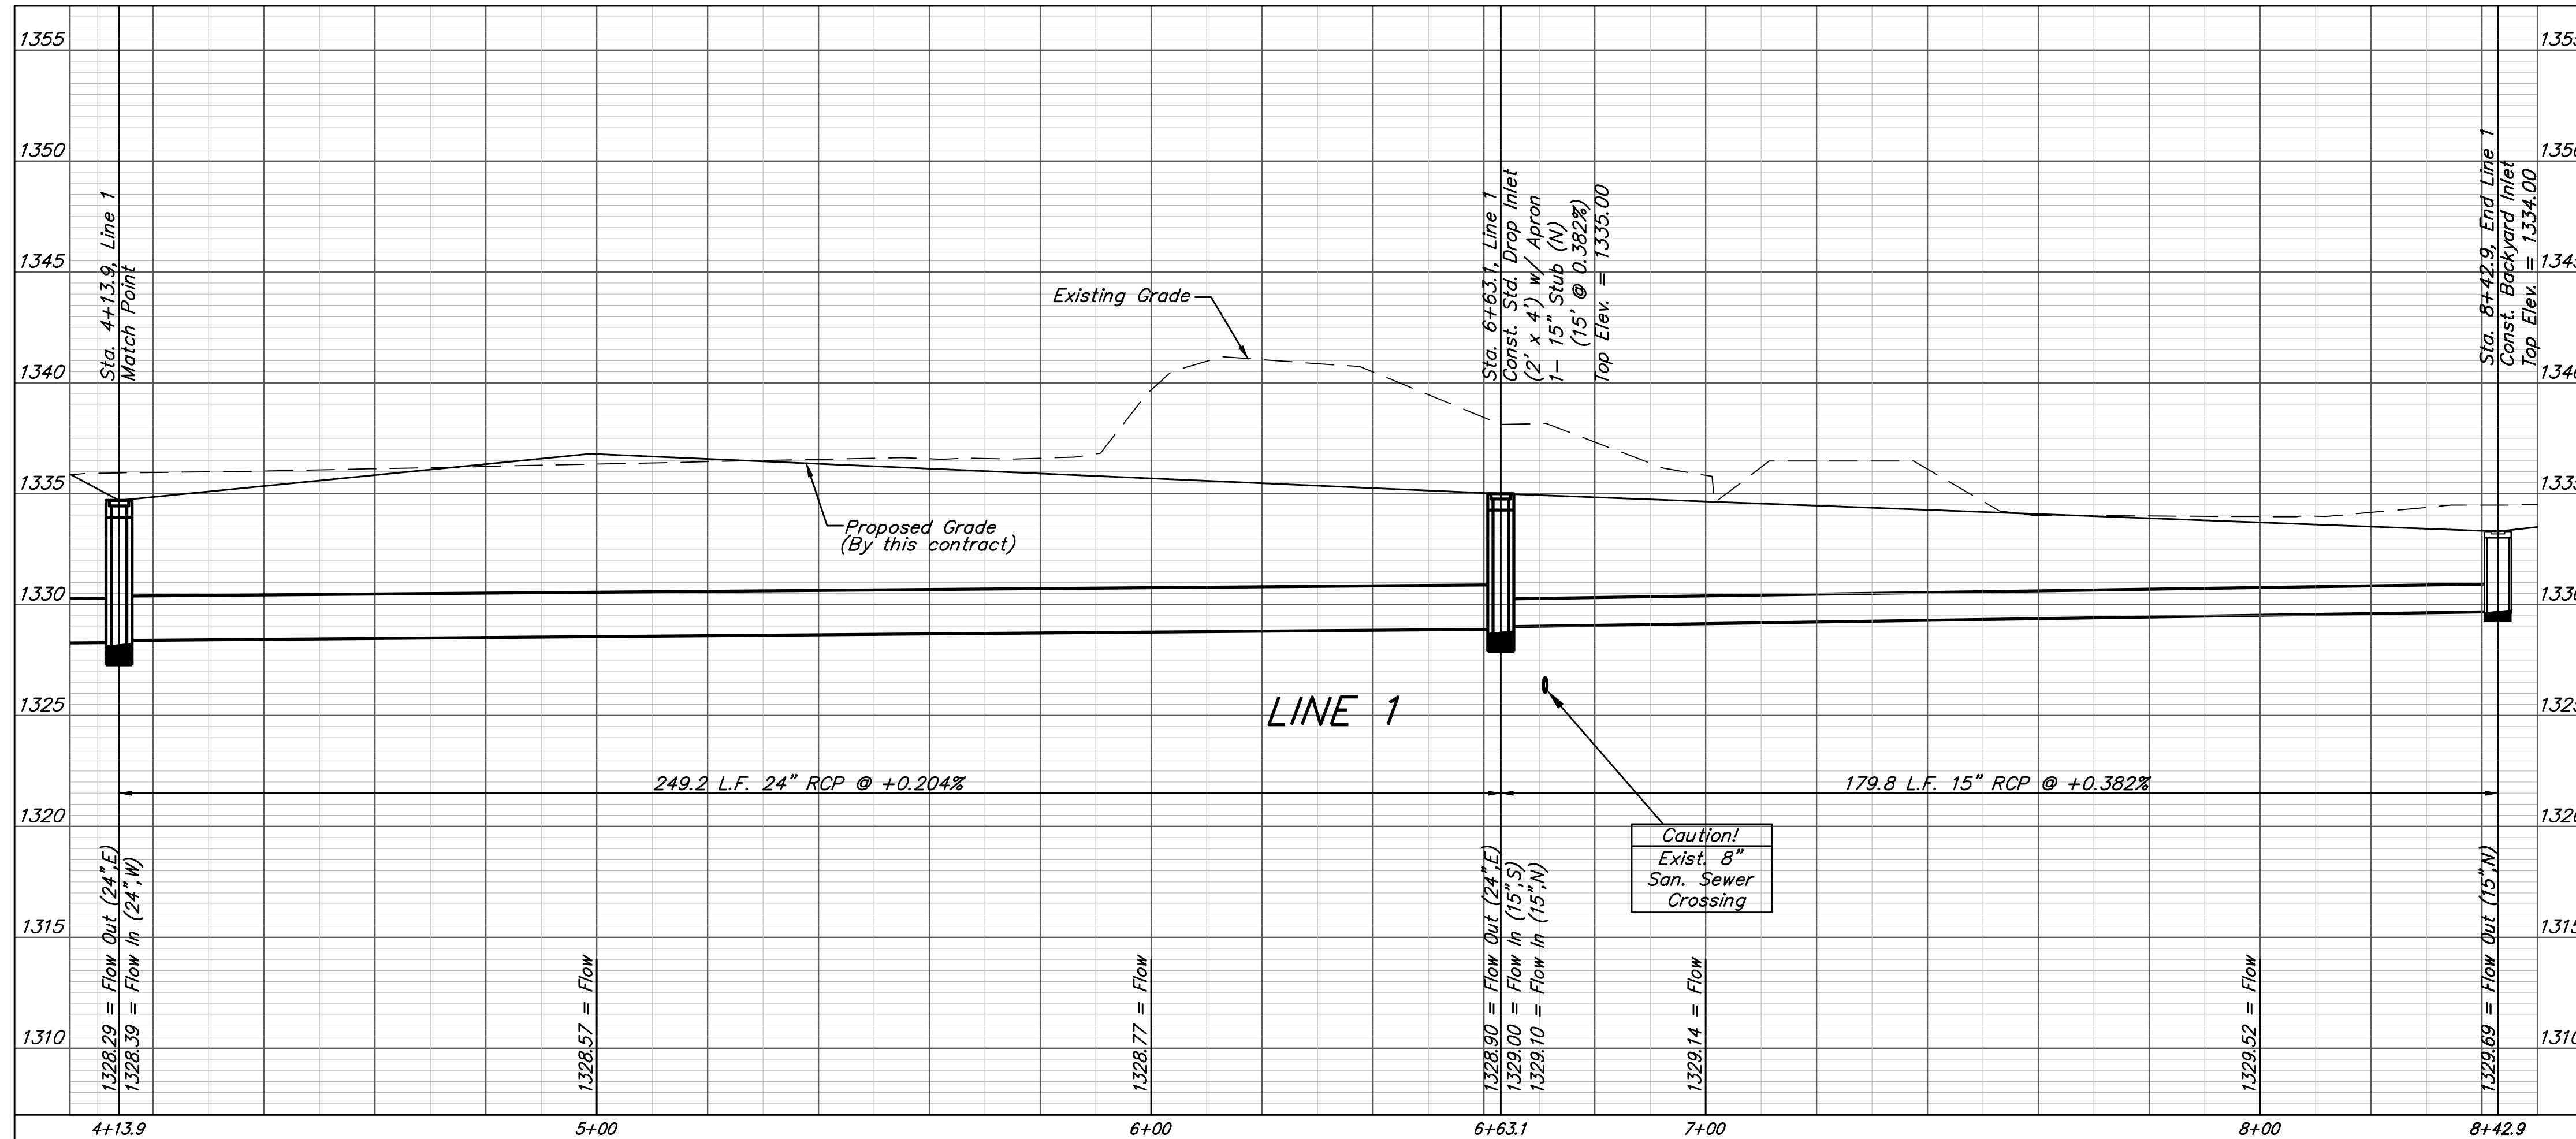 1355
1350
1345
1340
1335
1330
1325
1320
1315
1310
Sta. 4+13.9, Line 1
Match Point
Existing Grade
Proposed Grade
(By this contract)
Sta. 6+63.1, Line 1
Const. Std. Drop Inlet
(2' x 4') w/ Apron
1- 15" Stub (N)
(15' @ 0.382%)
Top Elev. = 1335.00
Sta. 8+42.9, End Line 1
Const. Backyard Inlet
Top Elev. = 1334.00
LINE 1
249.2 L.F. 24" RCP @ +0.204%
179.8 L.F. 15" RCP @ +0.382%
Caution!
Exist. 8"
San. Sewer
Crossing
1328.29 = Flow Out (24",E)
1328.39 = Flow In (24",W)
1328.57 = Flow
1328.77 = Flow
1328.90 = Flow Out (24",E)
1329.00 = Flow In (15",S)
1329.10 = Flow In (15",N)
1329.14 = Flow
1329.52 = Flow
1329.69 = Flow Out (15",N)
4+13.9
5+00
6+00
6+63.1
7+00
8+00
8+42.9